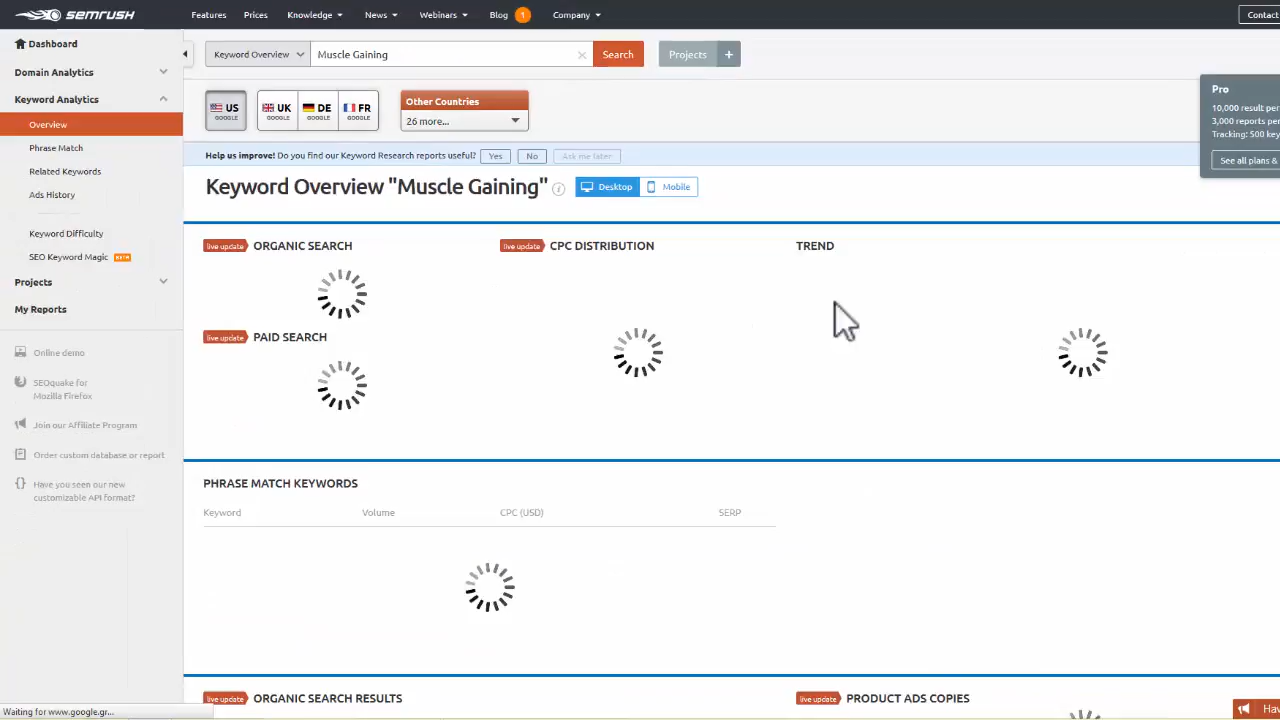 SEMRUSH
Features Prices Knowledge News Webinars Blog 1 Company Contact
Dashboard
Domain Analytics
Keyword Analytics
Overview
Phrase Match
Related Keywords
Ads History
Keyword Difficulty
SEO Keyword Magic BETA
Projects
My Reports
Online demo
SEOquake for
Mozilla Firefox
Join our Affiliate Program
Order custom database or report
Have you seen our new
customizable API format?
Keyword Overview Muscle Gaining × Search Projects +
US GOOGLE UK GOOGLE DE GOOGLE FR GOOGLE
Other Countries
26 more...
Pro
10,000 result per
3,000 reports per
Tracking: 500 key
See all plans &
Help us improve! Do you find our Keyword Research reports useful? Yes No Ask me later
Keyword Overview "Muscle Gaining" i Desktop Mobile
live update ORGANIC SEARCH
live update CPC DISTRIBUTION
TREND
live update PAID SEARCH
PHRASE MATCH KEYWORDS
Keyword Volume CPC (USD) SERP
live update ORGANIC SEARCH RESULTS
live update PRODUCT ADS COPIES
Hav
Waiting for www.google.gr...